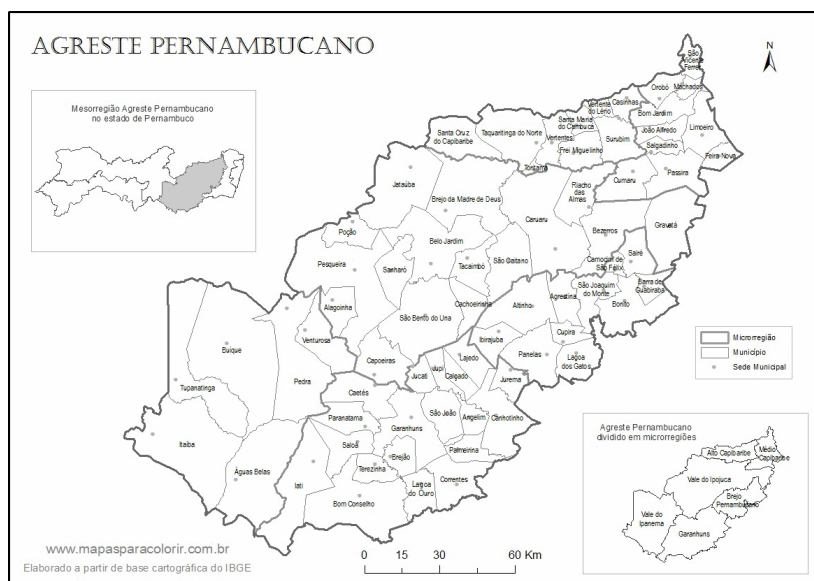 AGRESTE PERNAMBUCANO
Mesorregião Agreste Pernambucano
no estado de Pernambuco
N
São
Vicente
Ferrer
Orobó
Machados
Vertente
do Lério
Casinhas
Bom Jardim
Santa Cruz
do Capibaribe
Taquaritinga do Norte
Santa Maria
do Cambucá
Vertentes
Frei Miguelinho
Surubim
João Alfredo
Salgadinho
Limoeiro
Feira Nova
Toritama
Passira
Cumaru
Jataúba
Brejo da Madre de Deus
Riacho
das
Almas
Caruaru
Gravatá
Bezerros
Poção
Belo Jardim
Pesqueira
Sanharó
Tacaimbó
São Caitano
Sairé
Camocim de
São Félix
Barra de
Guabiraba
São Joaquim
do Monte
Bonito
Alagoinha
Cachoeirinha
Altinho
Agrestina
São Bento do Una
Venturosa
Ibirajuba
Cupira
Buíque
Capoeiras
Lajedo
Panelas
Lagoa
dos Gatos
Tupanatinga
Pedra
Jucati
Jupi
Calçado
Jurema
Caetés
Paranatama
Garanhuns
São João
Angelim
Canhotinho
Itaíba
Saloá
Brejão
Palmeirina
Águas Belas
Iati
Terezinha
Lagoa
do Ouro
Correntes
Bom Conselho
Microrregião
Município
Sede Municipal
Agreste Pernambucano
dividido em microrregiões
Alto Capibaribe
Médio
Capibaribe
Vale do Ipojuca
Brejo
Pernambucano
Vale do
Ipanema
Garanhuns
www.mapasparacolorir.com.br
Elaborado a partir de base cartográfica do IBGE
0 15 30 60 Km